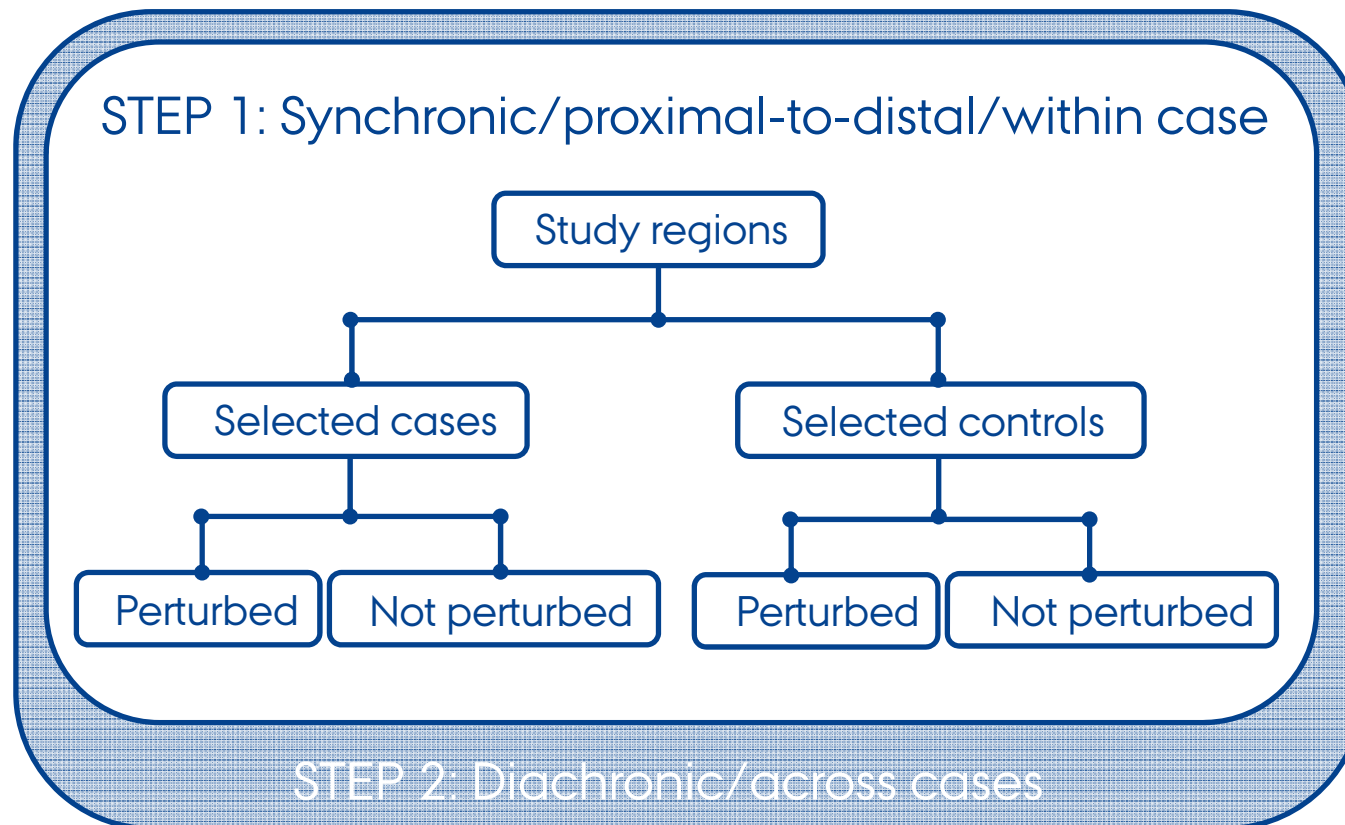 STEP 1: Synchronic/proximal-to-distal/within case
Study regions
Selected cases
Selected controls
Perturbed
Not perturbed
Perturbed
Not perturbed
STEP 2: Diachronic/across cases